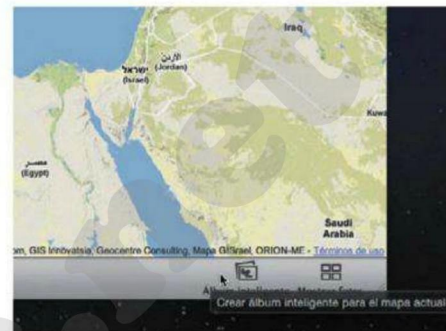 Iraq
الأردن
(Jordan)
ישראל
(Israel)
Kuwa
مصر
(Egypt)
Saudi
Arabia
om, GIS Innovatsia, Geocentre Consulting, Mapa GISrael, ORION-ME - Términos de uso
Crear álbum inteligente para el mapa actual